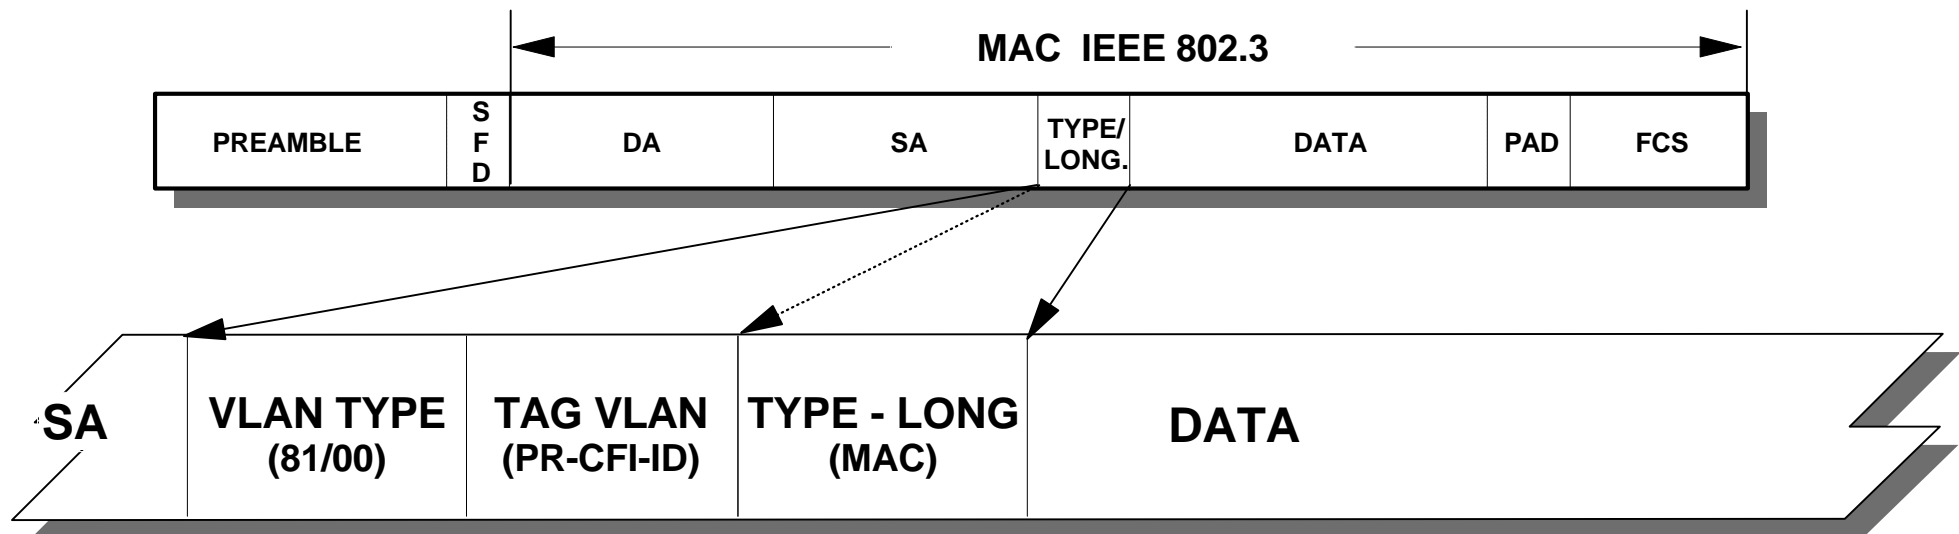 MAC IEEE 802.3
PREAMBLE
S
F
D
DA
SA
TYPE/
LONG.
DATA
PAD
FCS
SA
VLAN TYPE
(81/00)
TAG VLAN
(PR-CFI-ID)
TYPE - LONG
(MAC)
DATA